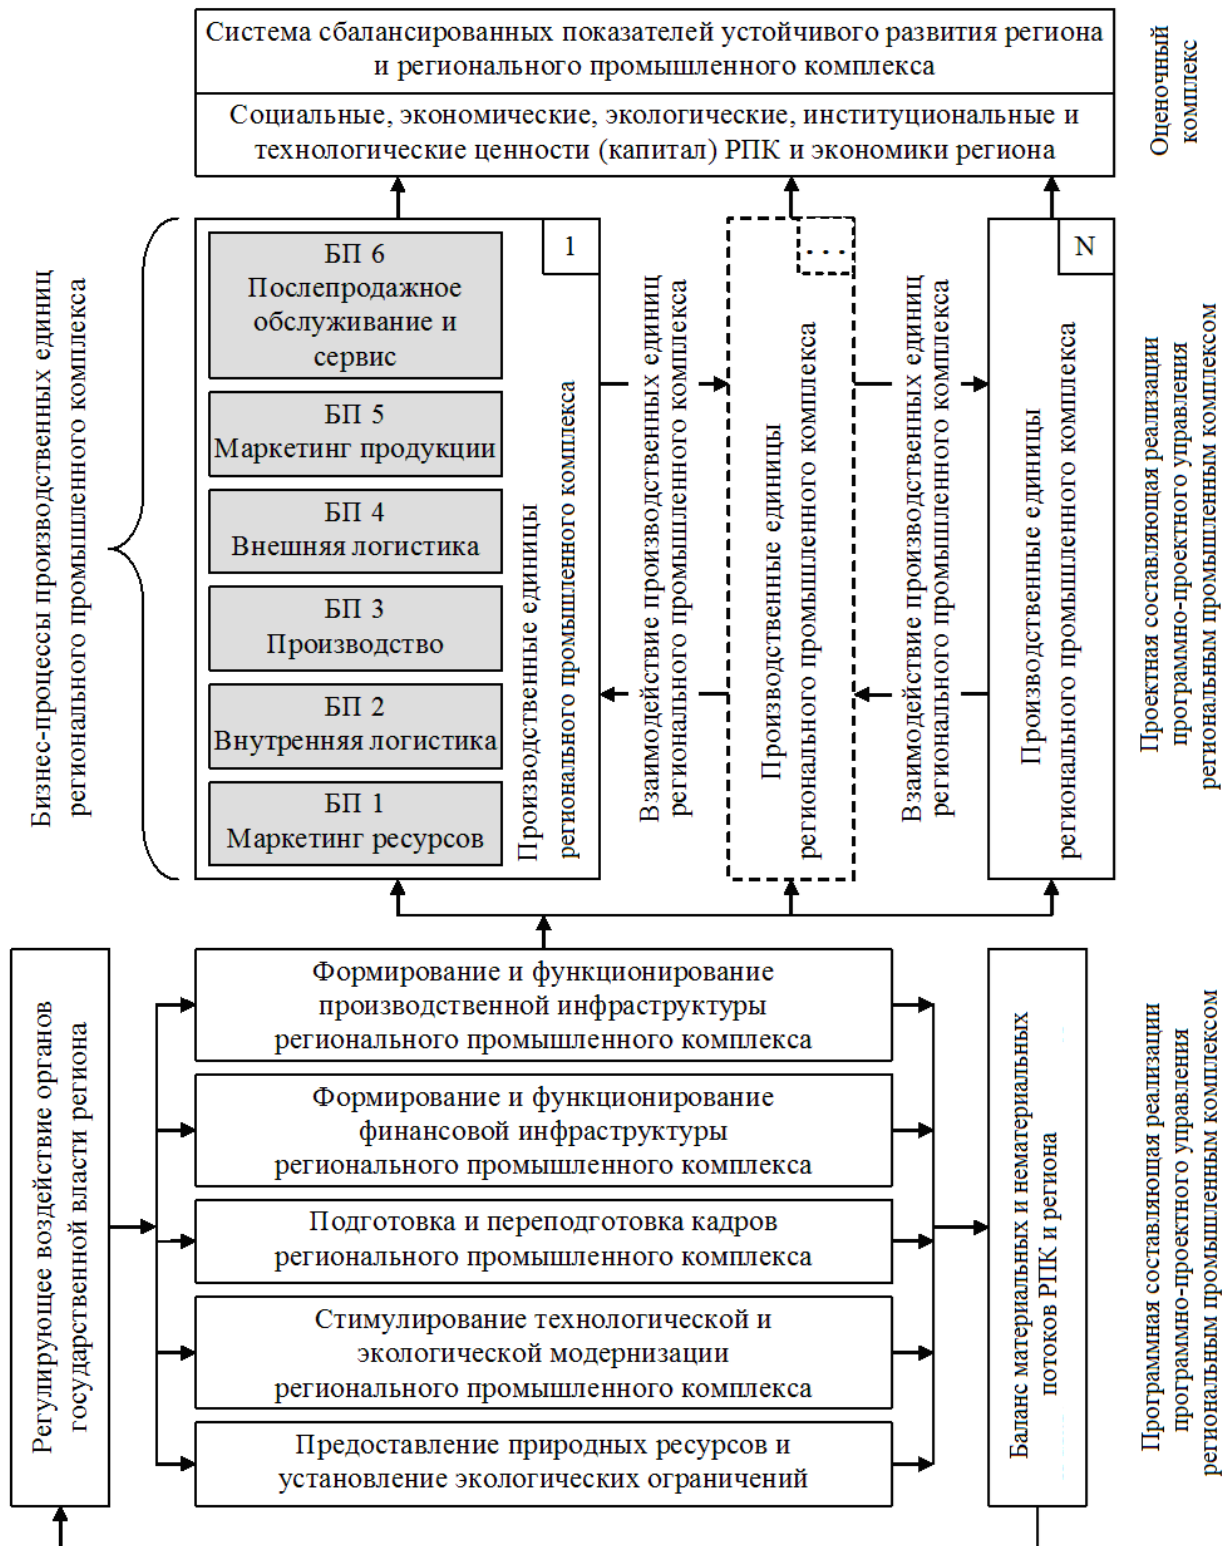 Система сбалансированных показателей устойчивого развития региона
и регионального промышленного комплекса
Социальные, экономические, экологические, институциональные и
технологические ценности (капитал) РПК и экономики региона
Оценочный
комплекс
Бизнес-процессы производственных единиц
регионального промышленного комплекса
1
БП 6
Послепродажное
обслуживание и
сервис
БП 5
Маркетинг продукции
БП 4
Внешняя логистика
БП 3
Производство
БП 2
Внутренняя логистика
БП 1
Маркетинг ресурсов
Производственные единицы
регионального промышленного комплекса
Взаимодействие производственных единиц
регионального промышленного комплекса
...
Производственные единицы
регионального промышленного комплекса
Взаимодействие производственных единиц
регионального промышленного комплекса
N
Производственные единицы
регионального промышленного комплекса
Проектная составляющая реализации
программно-проектного управления
региональным промышленным комплексом
Регулирующее воздействие органов
государственной власти региона
Формирование и функционирование
производственной инфраструктуры
регионального промышленного комплекса
Формирование и функционирование
финансовой инфраструктуры
регионального промышленного комплекса
Подготовка и переподготовка кадров
регионального промышленного комплекса
Стимулирование технологической и
экологической модернизации
регионального промышленного комплекса
Предоставление природных ресурсов и
установление экологических ограничений
Баланс материальных и нематериальных
потоков РПК и региона
Программная составляющая реализации
программно-проектного управления
региональным промышленным комплексом